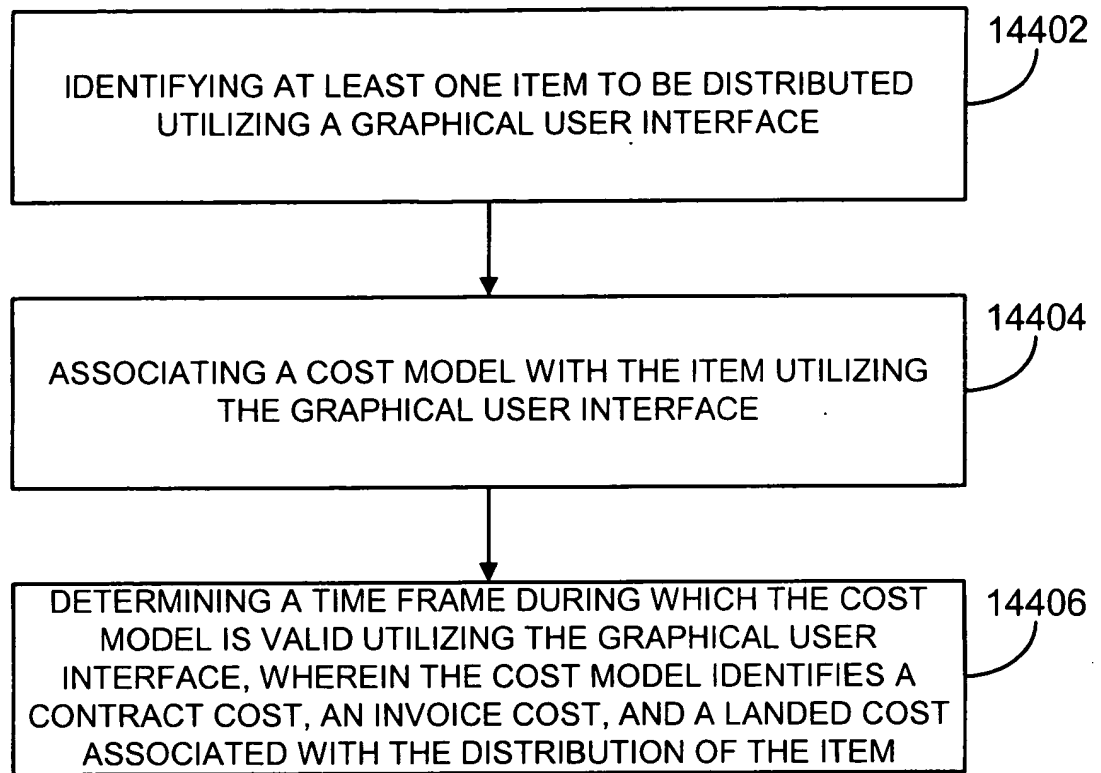 14402
IDENTIFYING AT LEAST ONE ITEM TO BE DISTRIBUTED
UTILIZING A GRAPHICAL USER INTERFACE
14404
ASSOCIATING A COST MODEL WITH THE ITEM UTILIZING
THE GRAPHICAL USER INTERFACE
14406
DETERMINING A TIME FRAME DURING WHICH THE COST
MODEL IS VALID UTILIZING THE GRAPHICAL USER
INTERFACE, WHEREIN THE COST MODEL IDENTIFIES A
CONTRACT COST, AN INVOICE COST, AND A LANDED COST
ASSOCIATED WITH THE DISTRIBUTION OF THE ITEM